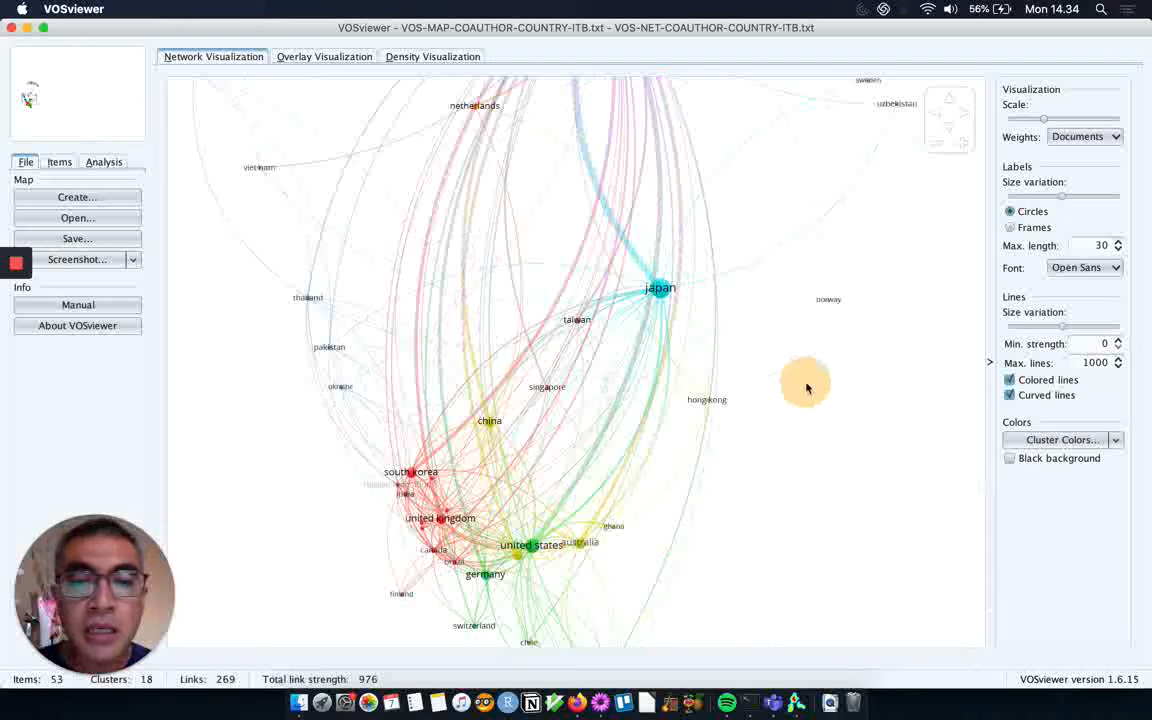 VOSviewer
56%
Mon 14.34
VOSviewer - VOS-MAP-COAUTHOR-COUNTRY-ITB.txt - VOS-NET-COAUTHOR-COUNTRY-ITB.txt
Network Visualization
Overlay Visualization
Density Visualization
File
Items
Analysis
Map
Create...
Open...
Save...
Screenshot...
Info
Manual
About VOSviewer
sweden
netherlands
uzbekistan
vietnam
japan
thailand
norway
taiwan
pakistan
ukraine
singapore
hong kong
china
south korea
india
united kingdom
ghana
united states
australia
canada
brazil
germany
finland
switzerland
chile
Visualization
Scale:
Weights:
Documents
Labels
Size variation:
Circles
Frames
Max. length:
30
Font:
Open Sans
Lines
Size variation:
Min. strength:
0
Max. lines:
1000
Colored lines
Curved lines
>
Colors
Cluster Colors...
Black background
Items: 53
Clusters: 18
Links: 269
Total link strength: 976
VOSviewer version 1.6.15